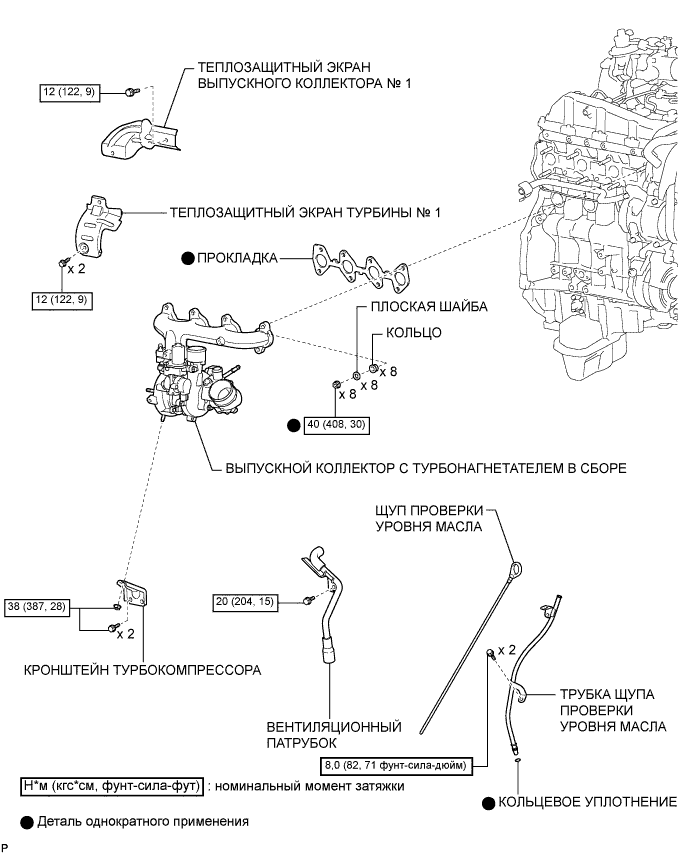 ТЕПЛОЗАЩИТНЫЙ ЭКРАН
ВЫПУСКНОГО КОЛЛЕКТОРА № 1
12 (122, 9)
ТЕПЛОЗАЩИТНЫЙ ЭКРАН ТУРБИНЫ № 1
x 2
12 (122, 9)
ПРОКЛАДКА
ПЛОСКАЯ ШАЙБА
КОЛЬЦО
x 8
x 8
x 8
40 (408, 30)
ВЫПУСКНОЙ КОЛЛЕКТОР С ТУРБОНАГНЕТАТЕЛЕМ В СБОРЕ
ЩУП ПРОВЕРКИ
УРОВНЯ МАСЛА
38 (387, 28)
x 2
КРОНШТЕЙН ТУРБОКОМПРЕССОРА
20 (204, 15)
ВЕНТИЛЯЦИОННЫЙ
ПАТРУБОК
x 2
ТРУБКА ЩУПА
ПРОВЕРКИ
УРОВНЯ МАСЛА
8,0 (82, 71 фунт-сила-дюйм)
КОЛЬЦЕВОЕ УПЛОТНЕНИЕ
Н*м (кгс*см, фунт-сила-фут) : номинальный момент затяжки
Деталь однократного применения
P